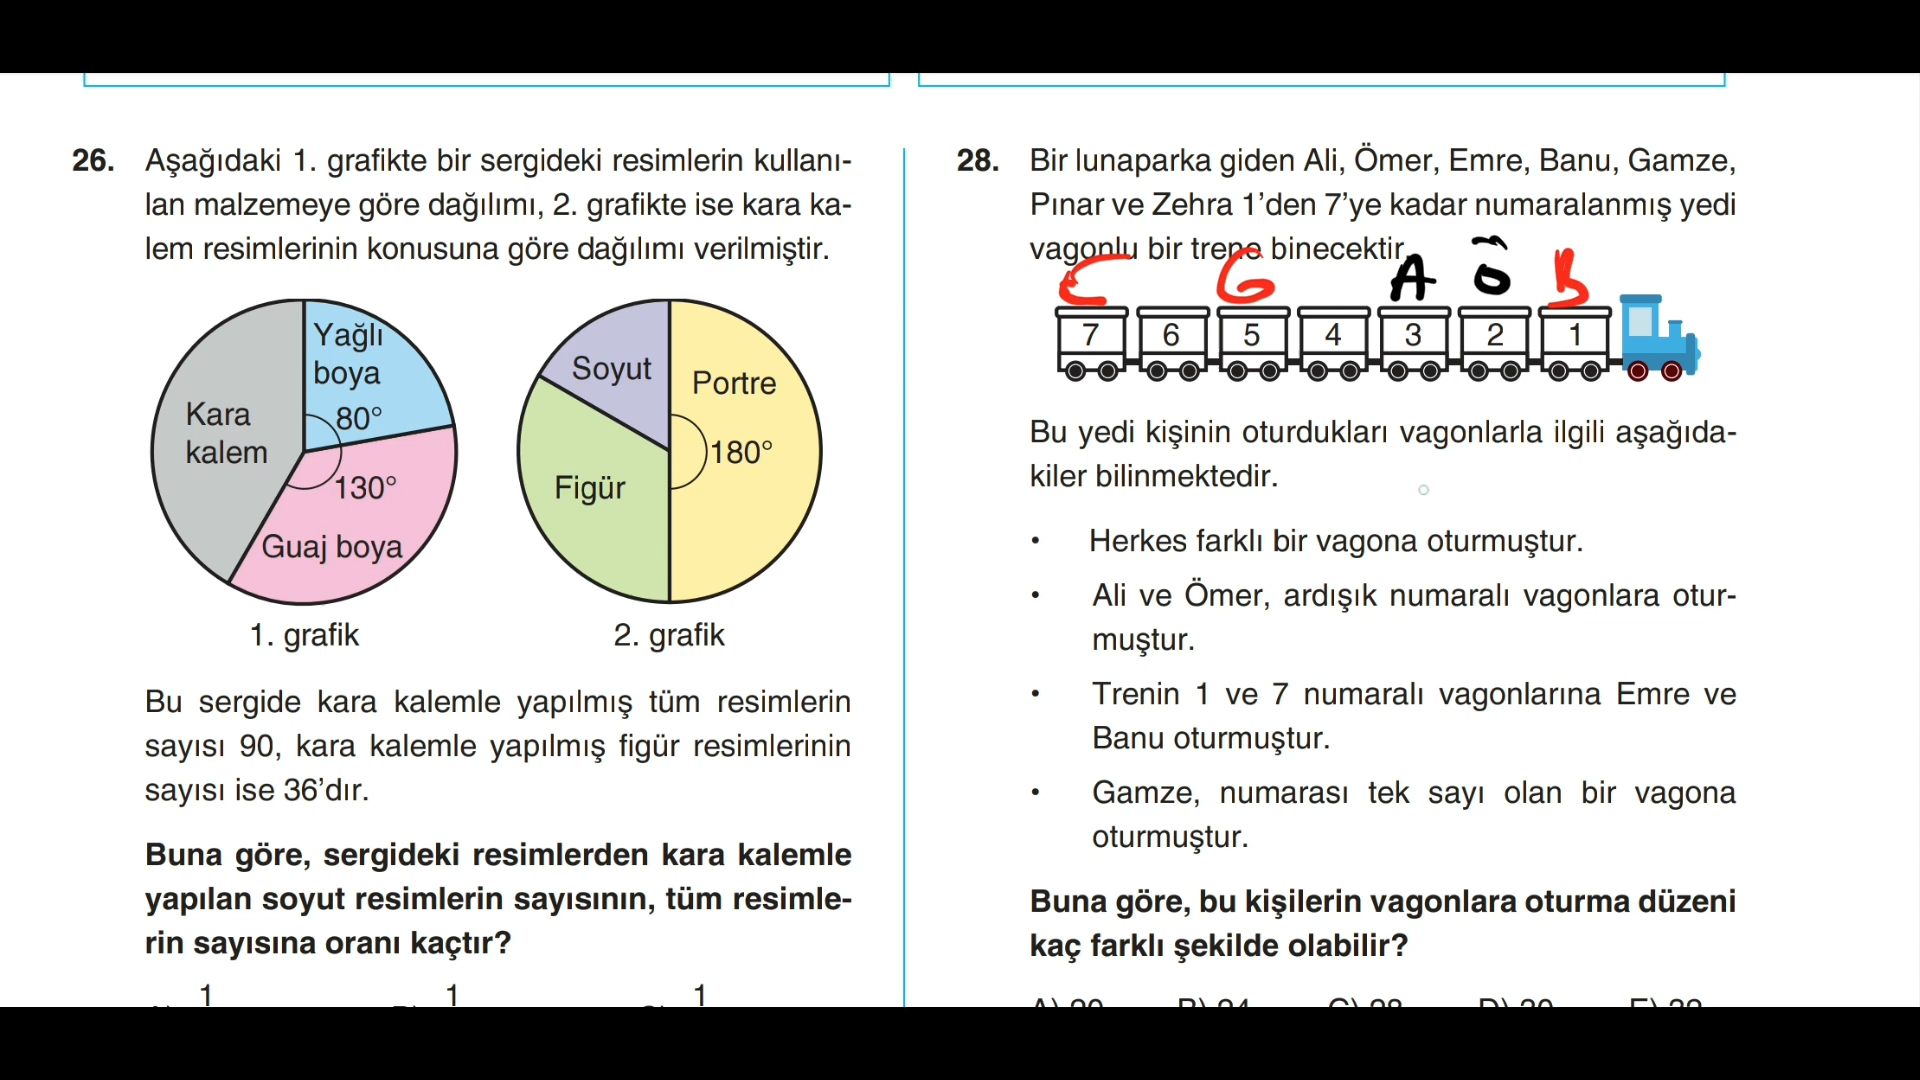 26. Aşağıdaki 1. grafikte bir sergideki resimlerin kullanı-
lan malzemeye göre dağılımı, 2. grafikte ise kara ka-
lem resimlerinin konusuna göre dağılımı verilmiştir.
Yağlı
boya
80°
Kara
kalem
130°
Guaj boya
1. grafik
Soyut
Portre
180°
Figür
2. grafik
Bu sergide kara kalemle yapılmış tüm resimlerin
sayısı 90, kara kalemle yapılmış figür resimlerinin
sayısı ise 36’dır.
Buna göre, sergideki resimlerden kara kalemle
yapılan soyut resimlerin sayısının, tüm resimle-
rin sayısına oranı kaçtır?
1 1 1
28. Bir lunaparka giden Ali, Ömer, Emre, Banu, Gamze,
Pınar ve Zehra 1’den 7’ye kadar numaralanmış yedi
vagonlu bir trene binecektir.
G A Ö B
7 6 5 4 3 2 1
Bu yedi kişinin oturdukları vagonlarla ilgili aşağıda-
kiler bilinmektedir.
• Herkes farklı bir vagona oturmuştur.
• Ali ve Ömer, ardışık numaralı vagonlara otur-
muştur.
• Trenin 1 ve 7 numaralı vagonlarına Emre ve
Banu oturmuştur.
• Gamze, numarası tek sayı olan bir vagona
oturmuştur.
Buna göre, bu kişilerin vagonlara oturma düzeni
kaç farklı şekilde olabilir?